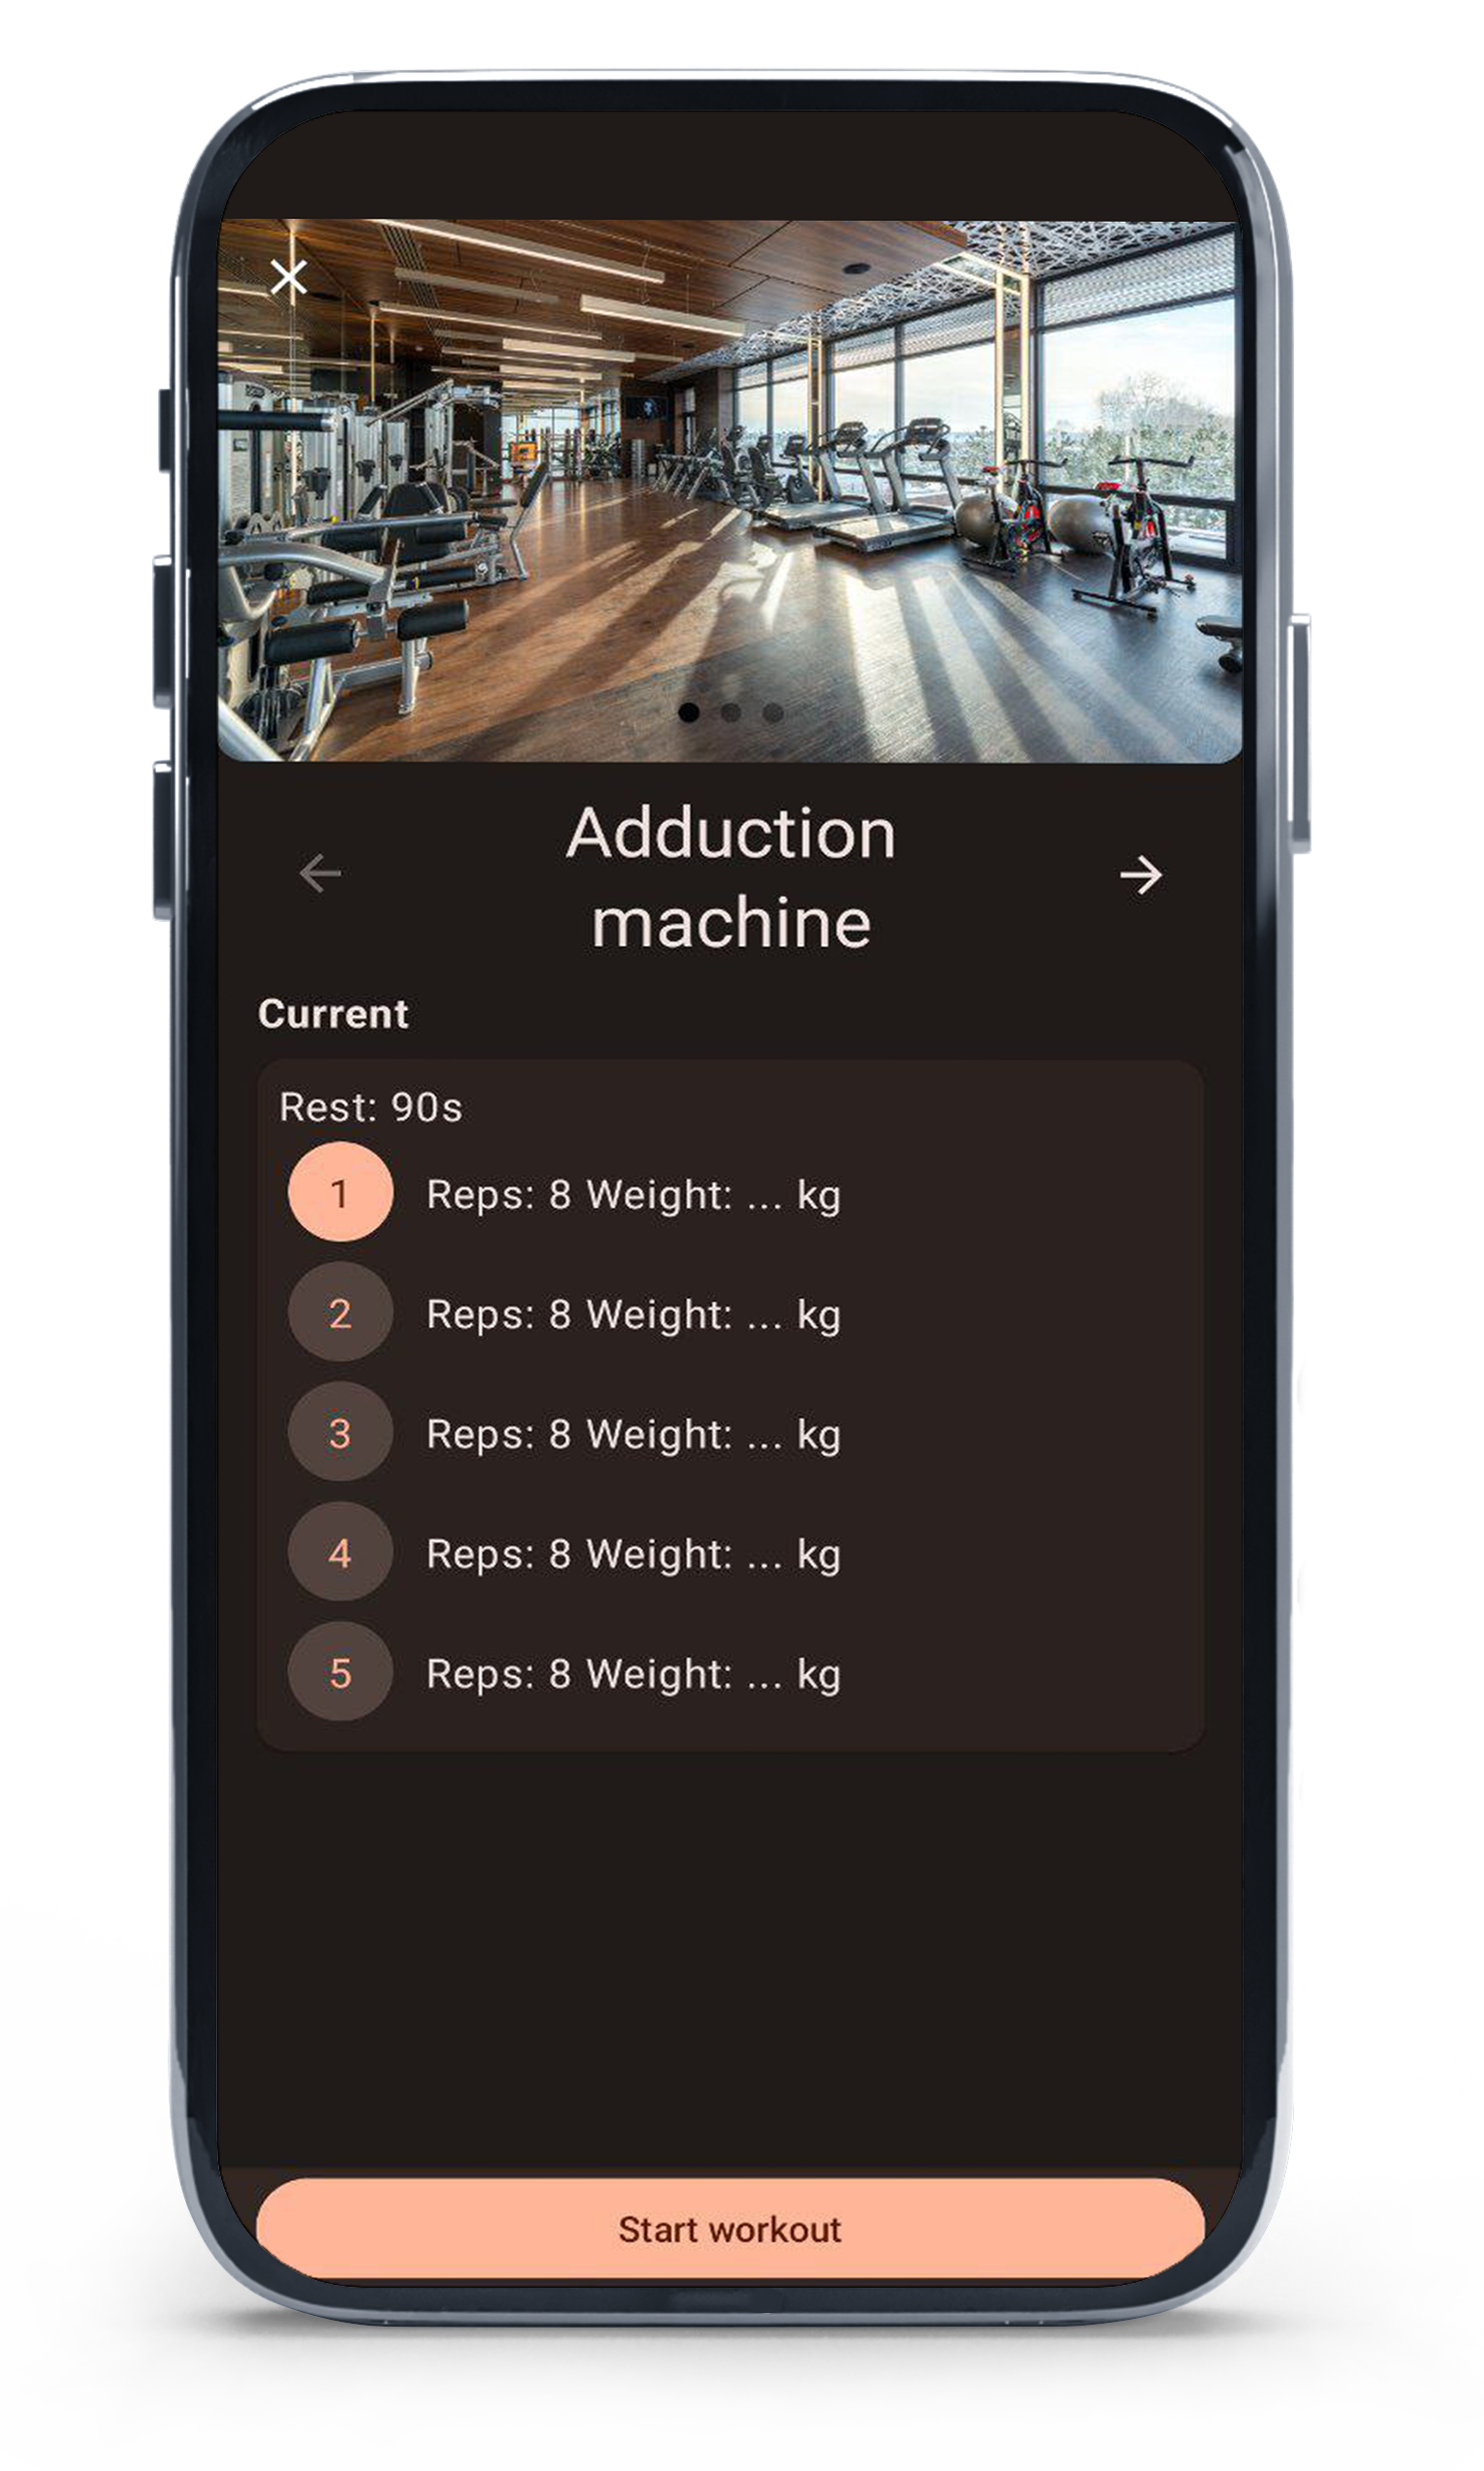 Adduction
machine
Current
Rest: 90s
1 Reps: 8 Weight: ... kg
2 Reps: 8 Weight: ... kg
3 Reps: 8 Weight: ... kg
4 Reps: 8 Weight: ... kg
5 Reps: 8 Weight: ... kg
Start workout